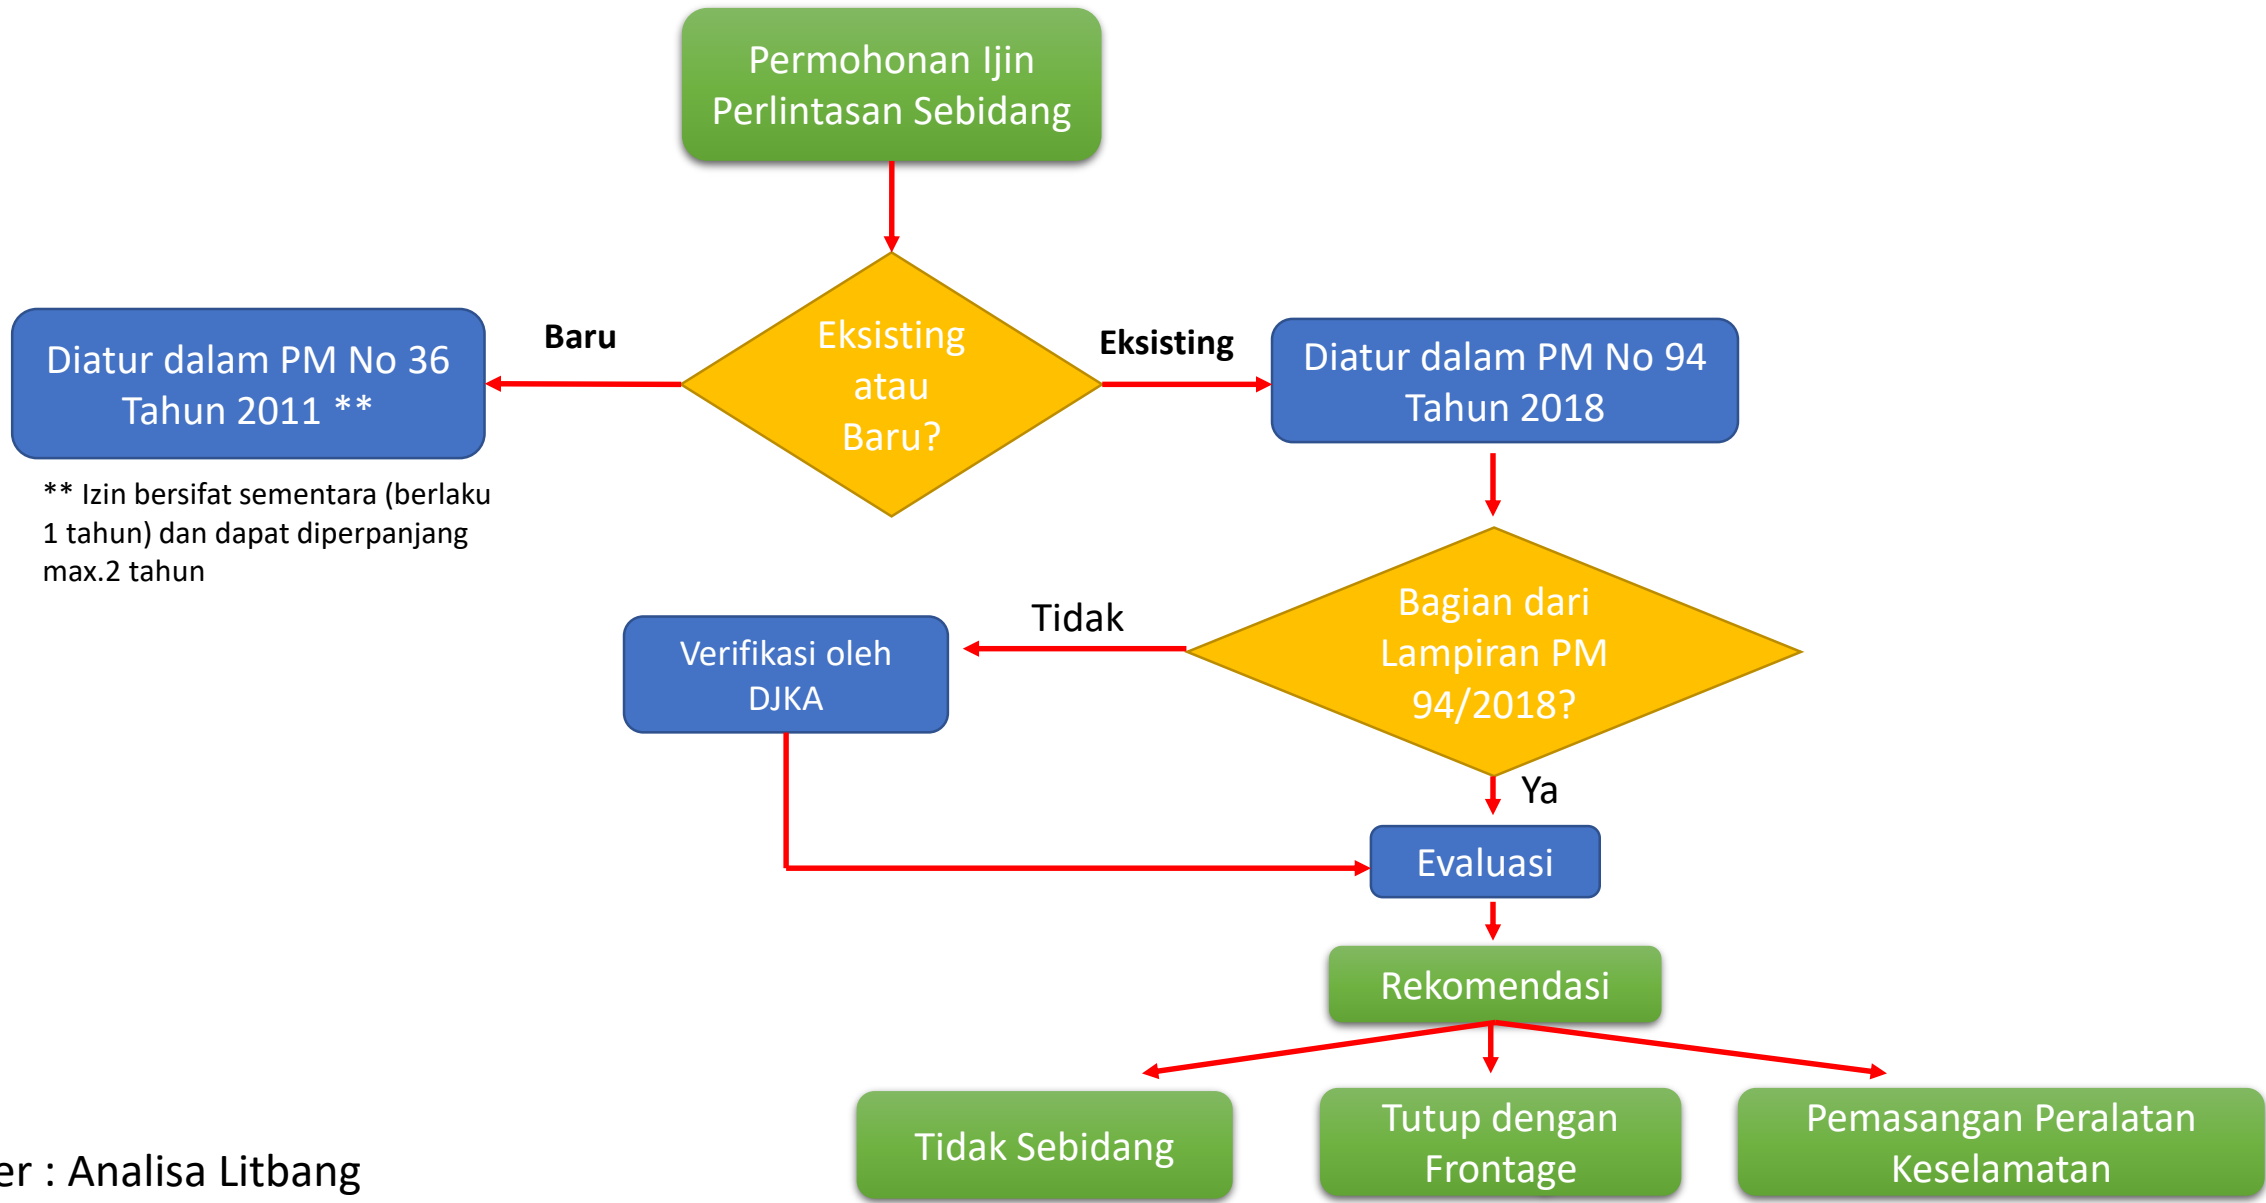 Permohonan Ijin
Perlintasan Sebidang
Baru
Eksisting
atau
Baru?
Eksisting
Diatur dalam PM No 36
Tahun 2011 **
Diatur dalam PM No 94
Tahun 2018
** Izin bersifat sementara (berlaku
1 tahun) dan dapat diperpanjang
max.2 tahun
Tidak
Bagian dari
Lampiran PM
94/2018?
Verifikasi oleh
DJKA
Ya
Evaluasi
Rekomendasi
Tidak Sebidang
Tutup dengan
Frontage
Pemasangan Peralatan
Keselamatan
: Analisa Litbang